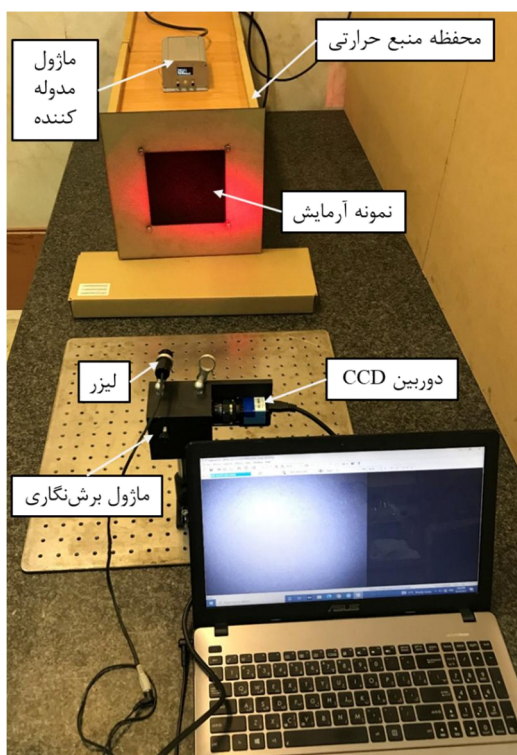 ماژول
مدوله
کننده
محفظه منبع حرارتی
نمونه آرمایش
لیزر
دوربین CCD
ماژول برش‌نگاری
ASUS